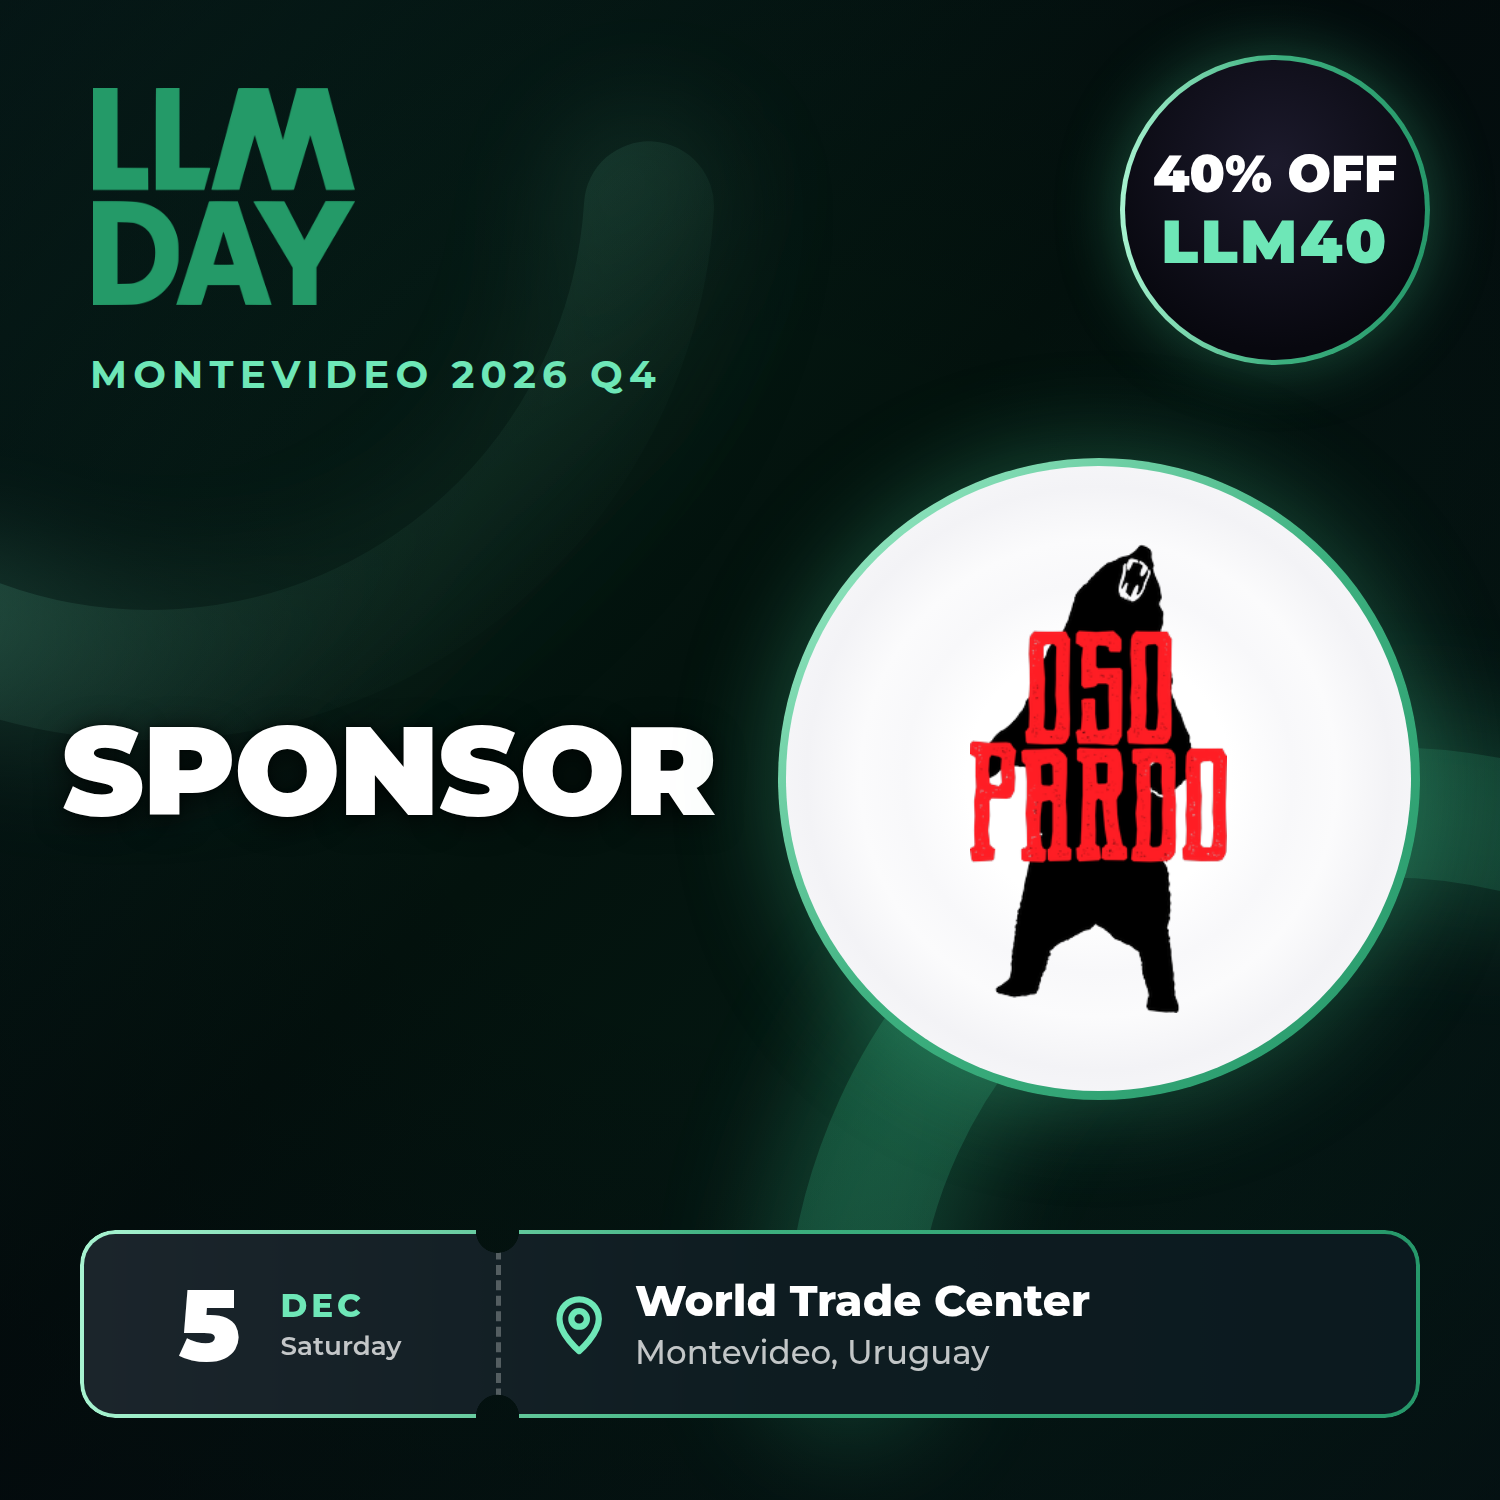 LLM
DAY
MONTEVIDEO 2026 Q4
40% OFF
LLM40
SPONSOR
OSO
PARDO
5
DEC
Saturday
World Trade Center
Montevideo, Uruguay